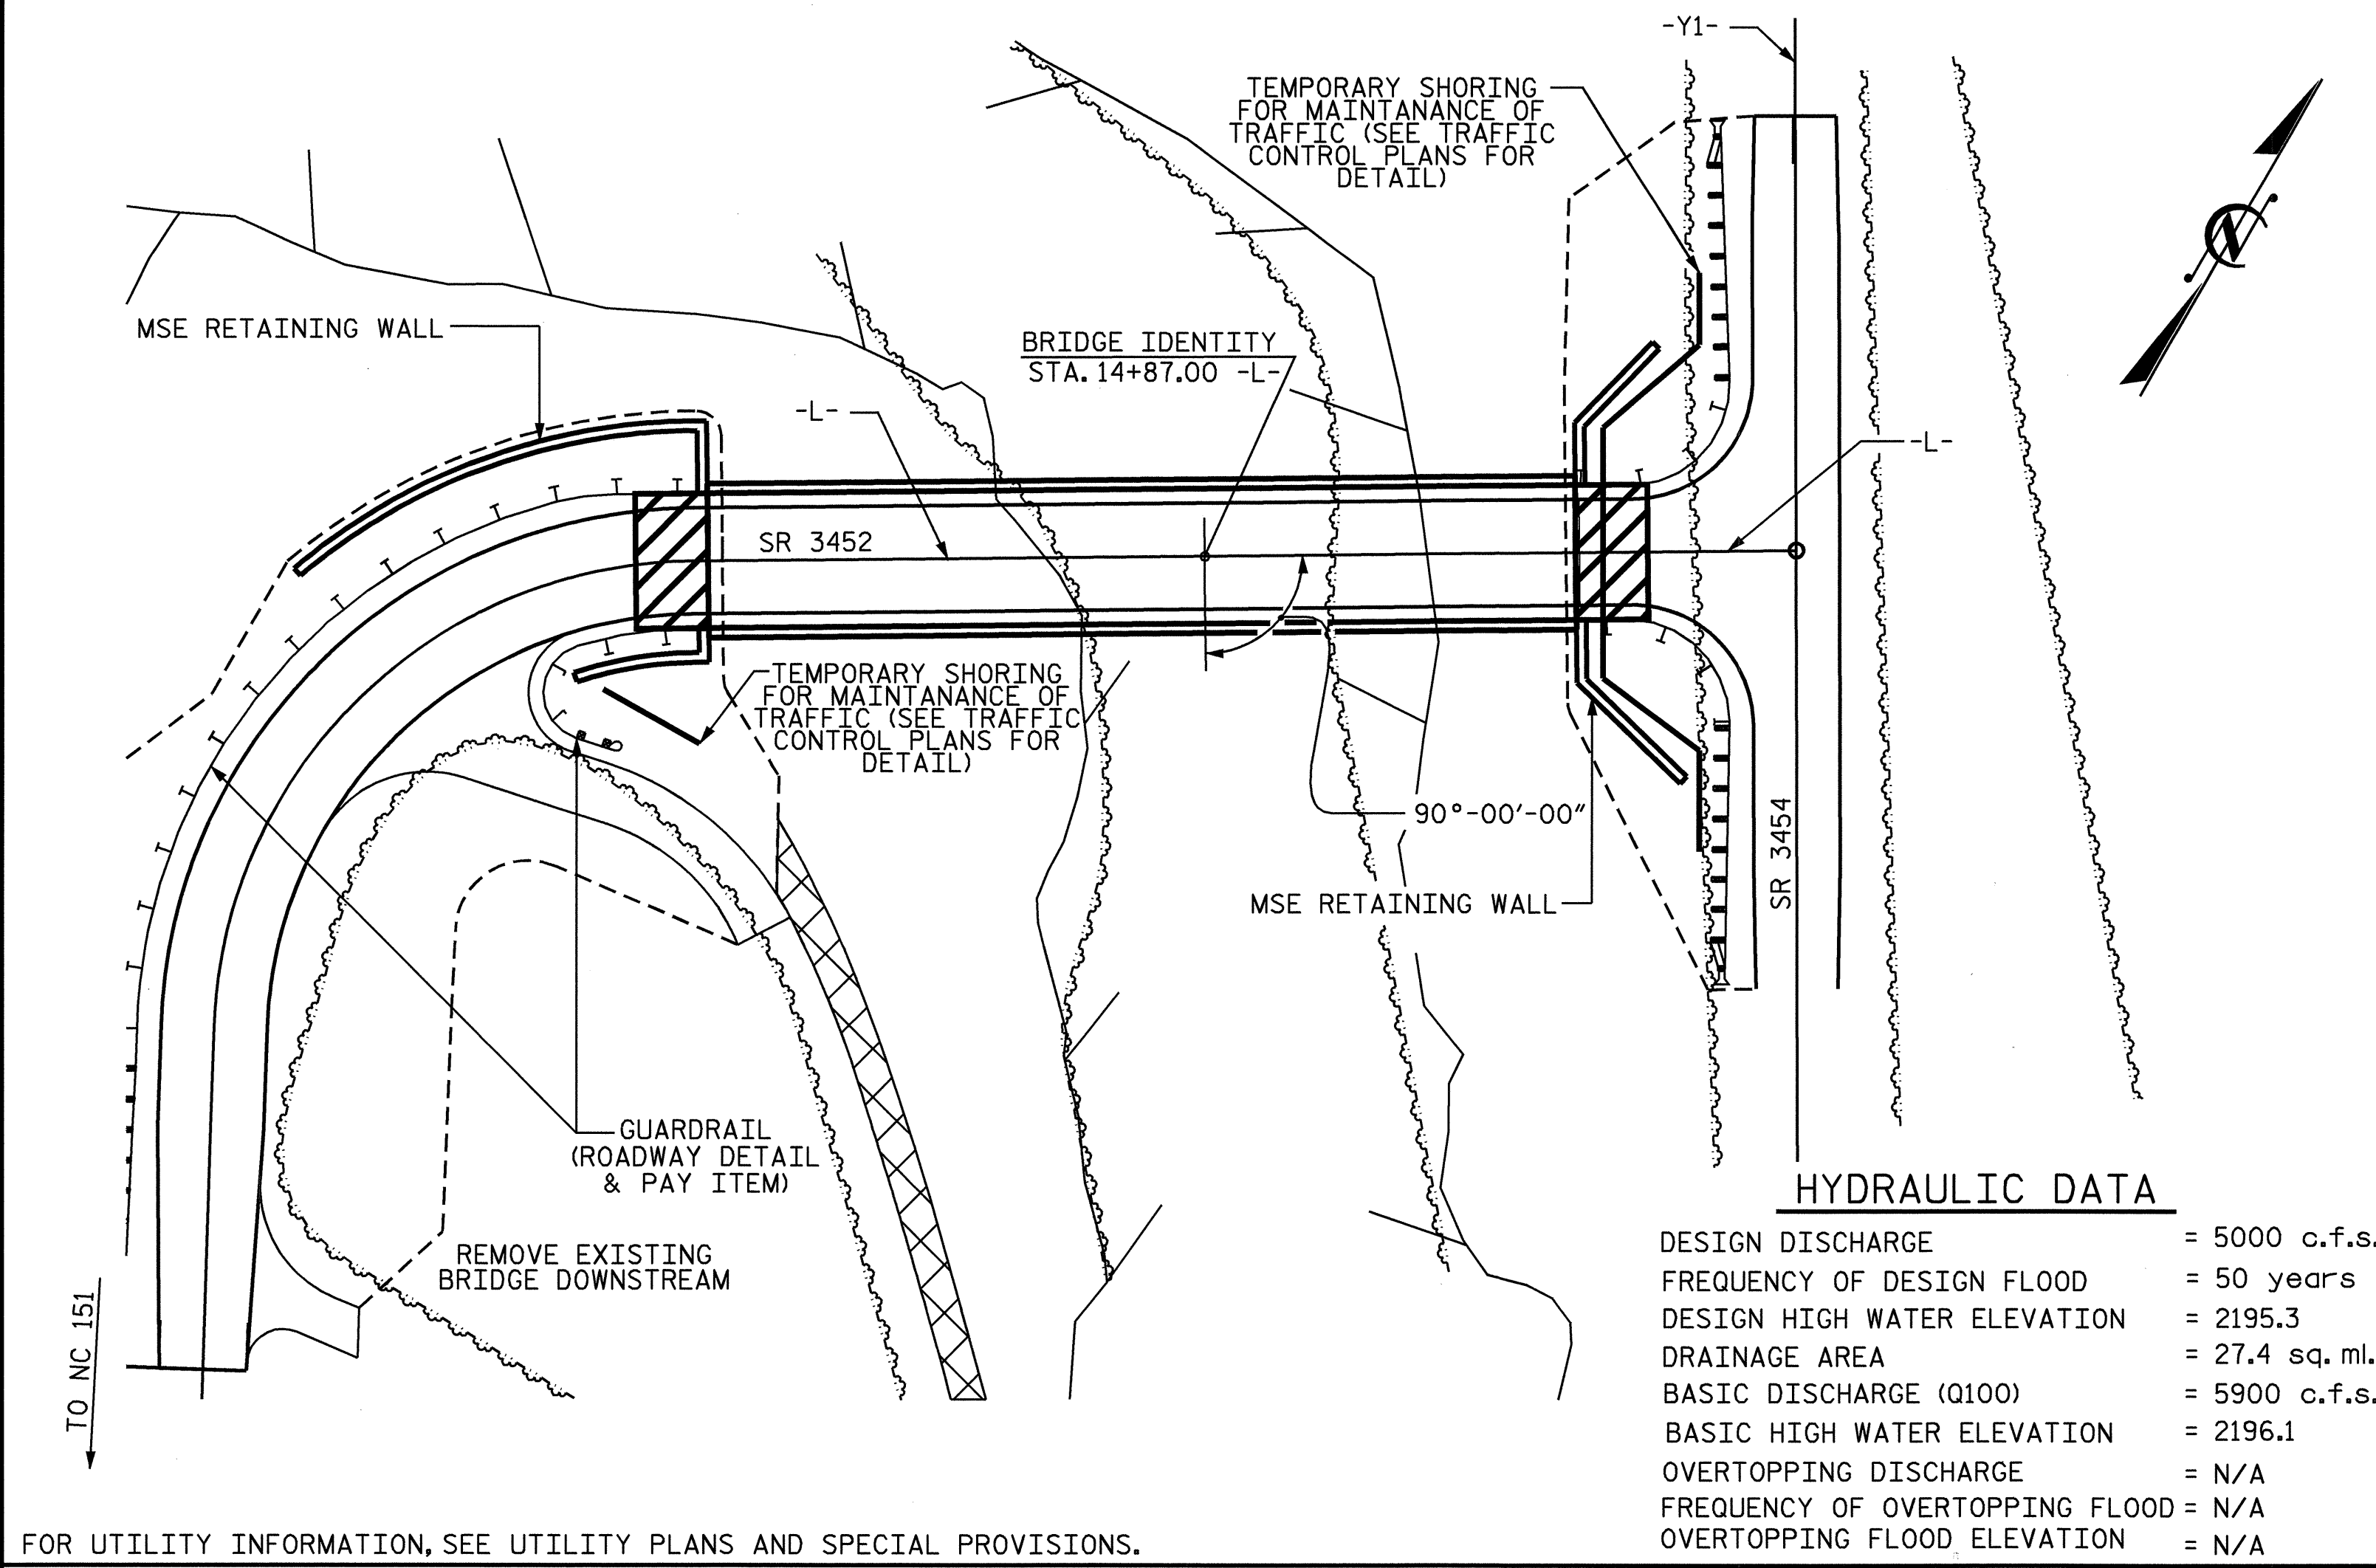 -Y1-
TEMPORARY SHORING
FOR MAINTANANCE OF
TRAFFIC (SEE TRAFFIC
CONTROL PLANS FOR
DETAIL)
N
MSE RETAINING WALL
BRIDGE IDENTITY
STA. 14+87.00 -L-
-L-
-L-
SR 3452
TEMPORARY SHORING
FOR MAINTANANCE OF
TRAFFIC (SEE TRAFFIC
CONTROL PLANS FOR
DETAIL)
90°-00'-00"
SR 3454
MSE RETAINING WALL
GUARDRAIL
(ROADWAY DETAIL
& PAY ITEM)
REMOVE EXISTING
BRIDGE DOWNSTREAM
TO NC 151
HYDRAULIC DATA
DESIGN DISCHARGE = 5000 c.f.s.
FREQUENCY OF DESIGN FLOOD = 50 years
DESIGN HIGH WATER ELEVATION = 2195.3
DRAINAGE AREA = 27.4 sq. mi.
BASIC DISCHARGE (Q100) = 5900 c.f.s.
BASIC HIGH WATER ELEVATION = 2196.1
OVERTOPPING DISCHARGE = N/A
FREQUENCY OF OVERTOPPING FLOOD = N/A
OVERTOPPING FLOOD ELEVATION = N/A
FOR UTILITY INFORMATION, SEE UTILITY PLANS AND SPECIAL PROVISIONS.